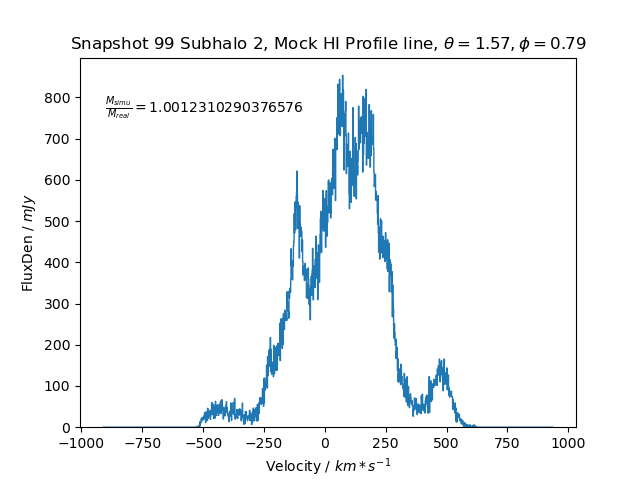 Snapshot 99 Subhalo 2, Mock HI Profile line, θ = 1.57, ϕ = 0.79
M_simu/M_real = 1.0012310290376576
800
700
600
500
400
300
200
100
0
FluxDen / mJy
−1000 −750 −500 −250 0 250 500 750 1000
Velocity / km * s^−1